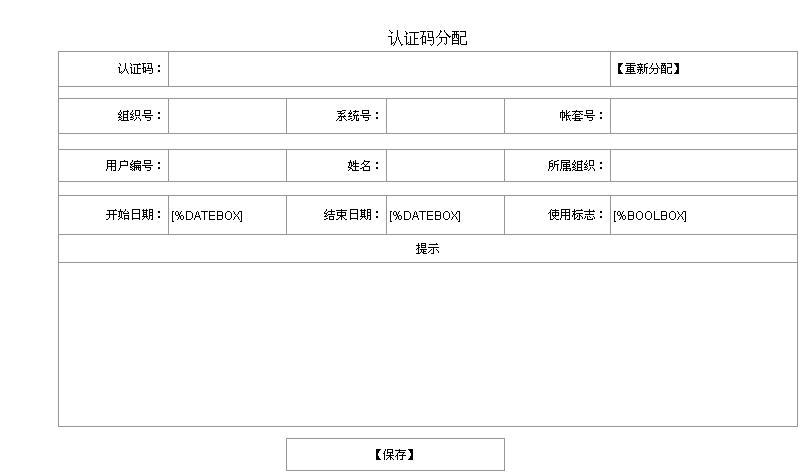 认证码分配
认证码： 【重新分配】
组织号： 系统号： 帐套号：
用户编号： 姓名： 所属组织：
开始日期： [%DATEBOX] 结束日期： [%DATEBOX] 使用标志： [%BOOLBOX]
提示
【保存】